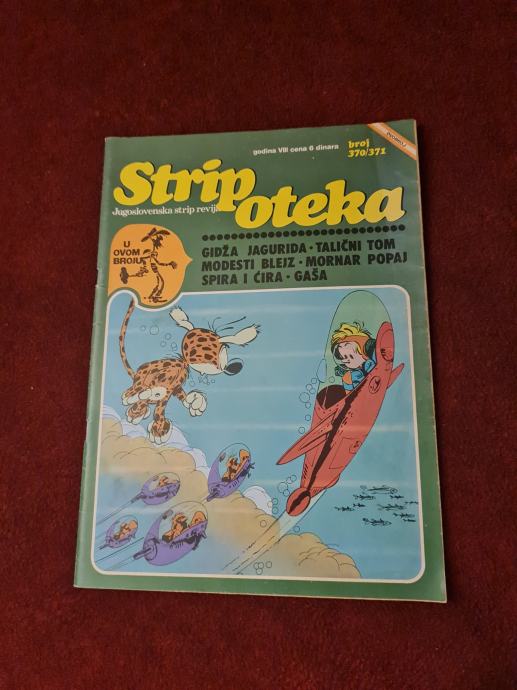 godina VIII cena 6 dinara
broj
370/371
Strip
oteka
Jugoslovenska strip revija
U
OVOM
BROJU
GIDŽA JAGURIDA • TALIČNI TOM
MODESTI BLEJZ • MORNAR POPAJ
SPIRA I ĆIRA • GAŠA